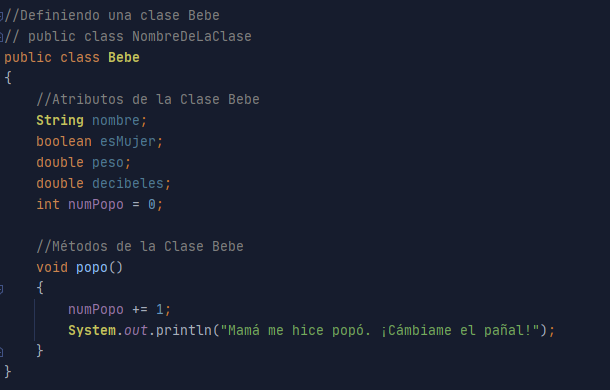 //Definiendo una clase Bebe
// public class NombreDeLaClase
public class Bebe
{
    //Atributos de la Clase Bebe
    String nombre;
    boolean esMujer;
    double peso;
    double decibeles;
    int numPopo = 0;

    //Métodos de la Clase Bebe
    void popo()
    {
        numPopo += 1;
        System.out.println("Mamá me hice popó. ¡Cámbiame el pañal!");
    }
}